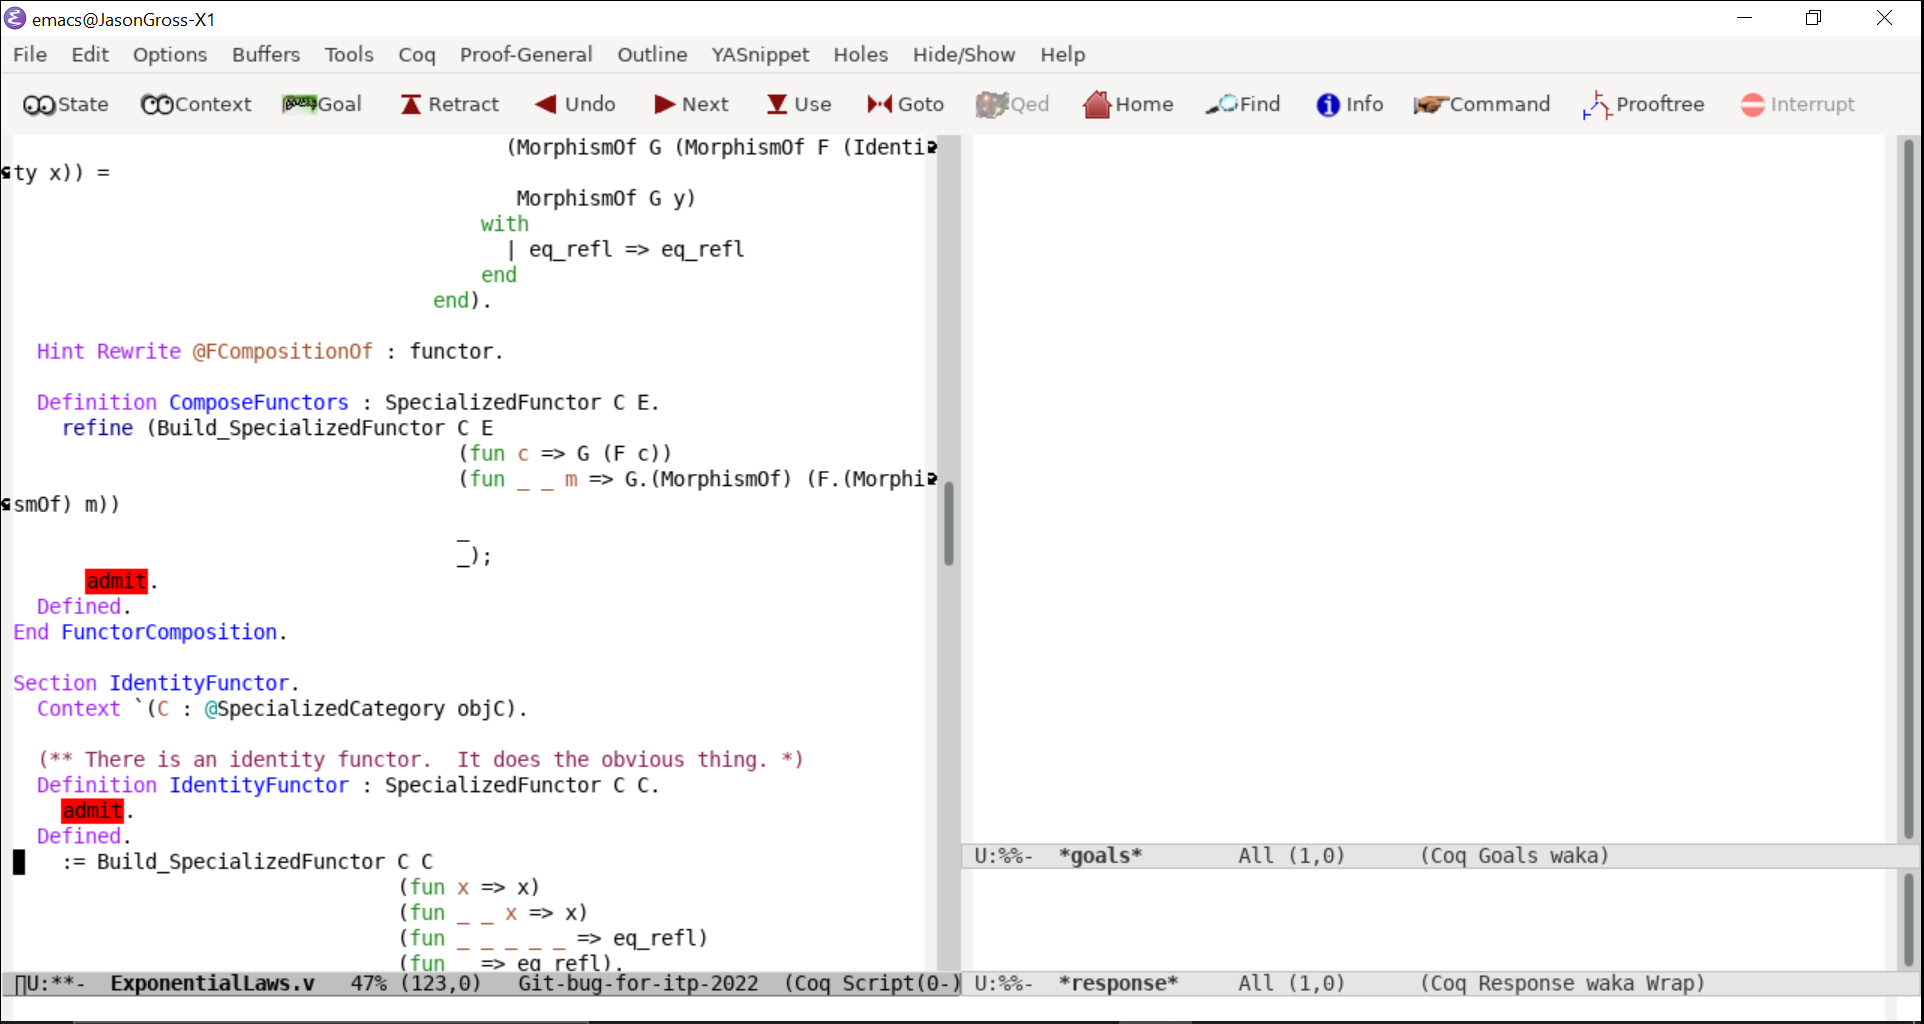 emacs@JasonGross-X1
File Edit Options Buffers Tools Coq Proof-General Outline YASnippet Holes Hide/Show Help
State Context Goal Retract Undo Next Use Goto Qed Home Find Info Command Prooftree Interrupt
(MorphismOf G (MorphismOf F (Identi
ty x)) =
MorphismOf G y)
with
| eq_refl => eq_refl
end
end).
Hint Rewrite @FCompositionOf : functor.
Definition ComposeFunctors : SpecializedFunctor C E.
refine (Build_SpecializedFunctor C E
(fun c => G (F c))
(fun _ _ m => G.(MorphismOf) (F.(Morphi
smOf) m))
_
_);
admit.
Defined.
End FunctorComposition.
Section IdentityFunctor.
Context `(C : @SpecializedCategory objC).
(** There is an identity functor.  It does the obvious thing. *)
Definition IdentityFunctor : SpecializedFunctor C C.
admit.
Defined.
:= Build_SpecializedFunctor C C
(fun x => x)
(fun _ _ x => x)
(fun _ _ _ _ _ => eq_refl)
(fun _ => eq_refl).
U:**-  ExponentialLaws.v   47% (123,0)   Git-bug-for-itp-2022  (Coq Script(0-)
U:%%-  *goals*        All (1,0)      (Coq Goals waka)
U:%%-  *response*     All (1,0)      (Coq Response waka Wrap)